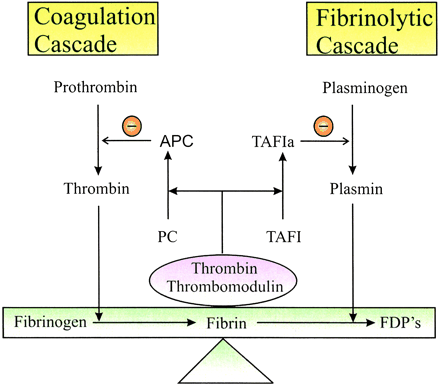 Coagulation
Cascade
Fibrinolytic
Cascade
Prothrombin
Plasminogen
APC
TAFIa
Thrombin
Plasmin
PC
TAFI
Thrombin
Thrombomodulin
Fibrinogen
Fibrin
FDP's